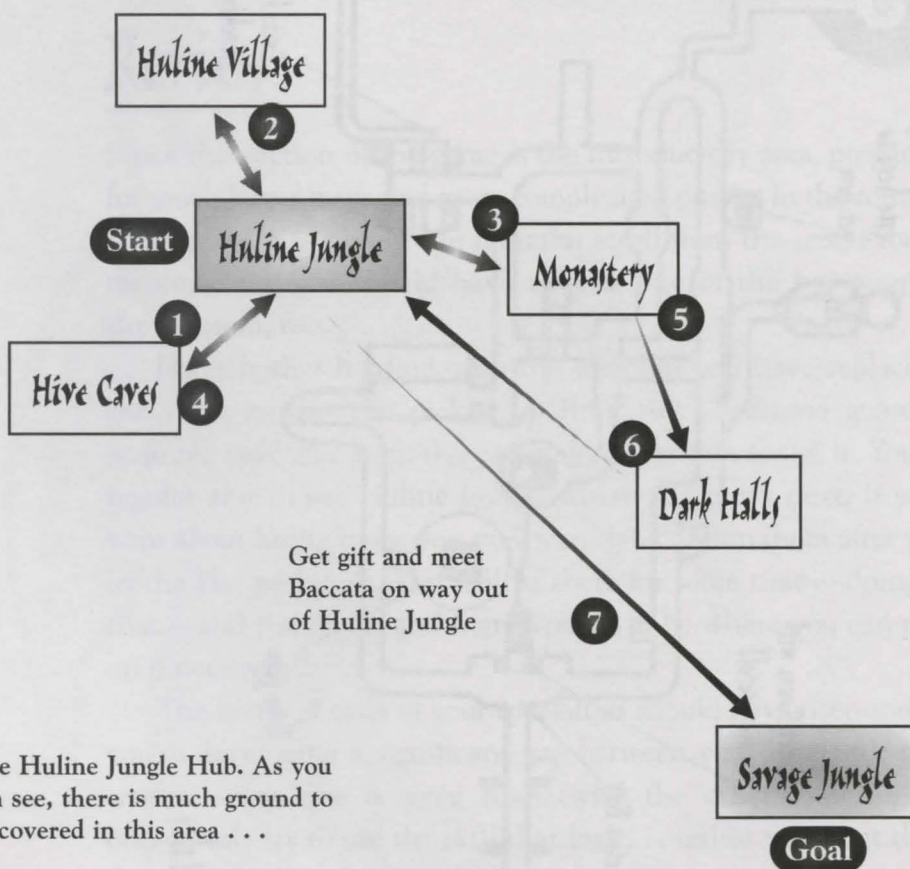 Huline Village
2
Start
Huline Jungle
3
Monastery
1
5
Hive Caves
4
6
Dark Halls
Get gift and meet
Baccata on way out
of Huline Jungle
7
e Huline Jungle Hub. As you
see, there is much ground to
covered in this area . . .
Savage Jungle
Goal